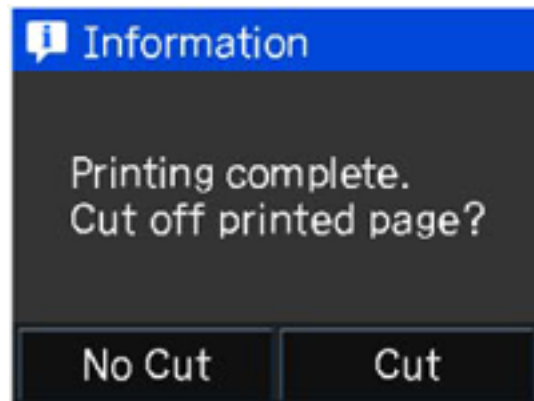 Information
Printing complete.
Cut off printed page?
No Cut
Cut